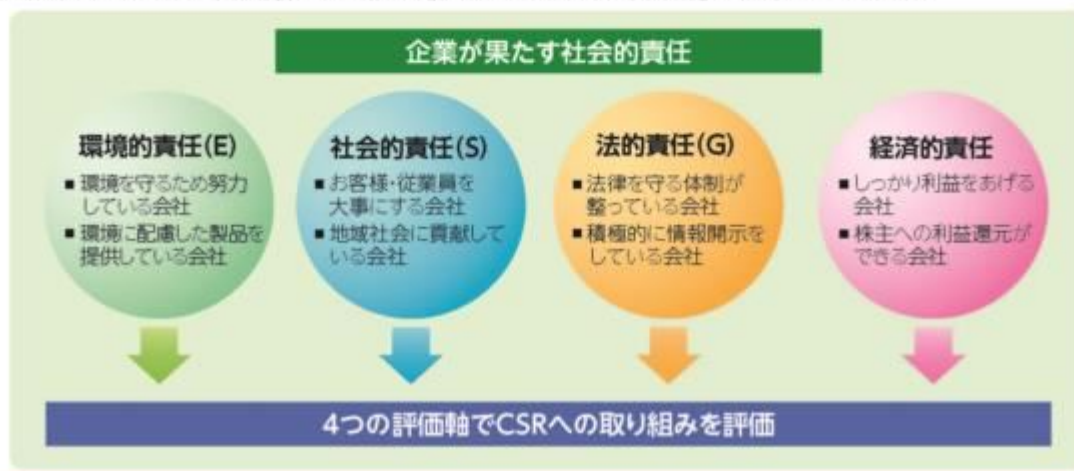 企業が果たす社会的責任
環境的責任(E)
■環境を守るため努力
している会社
■環境に配慮した製品を
提供している会社
社会的責任(S)
■お客様・従業員を
大事にする会社
■地域社会に貢献して
いる会社
法的責任(G)
■法律を守る体制が
整っている会社
■積極的に情報開示を
している会社
経済的責任
■しっかり利益をあげる
会社
■株主への利益還元が
できる会社
4つの評価軸でCSRへの取り組みを評価